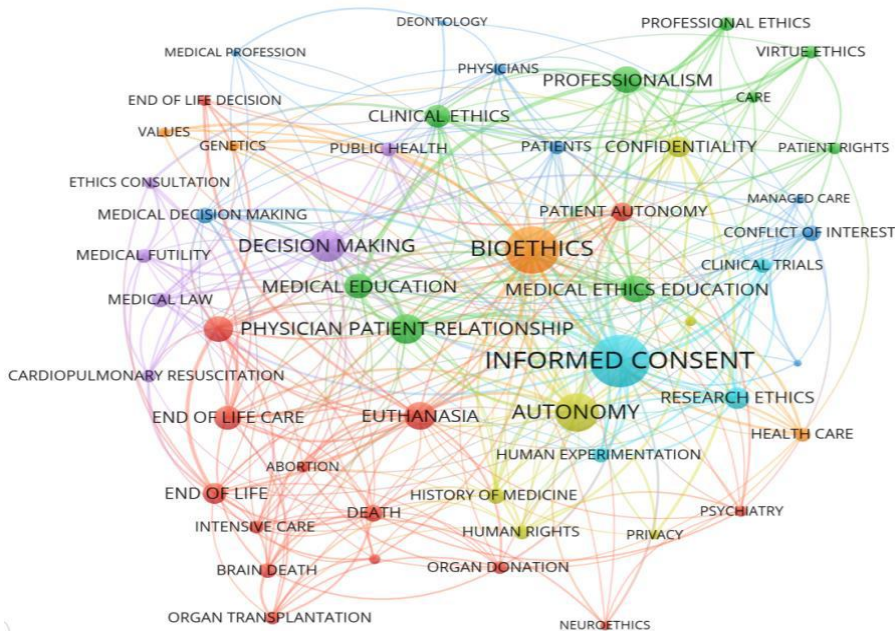 DEONTOLOGY
PROFESSIONAL ETHICS
MEDICAL PROFESSION
VIRTUE ETHICS
PHYSICIANS
PROFESSIONALISM
END OF LIFE DECISION
CARE
CLINICAL ETHICS
VALUES
GENETICS
PUBLIC HEALTH
PATIENTS
CONFIDENTIALITY
PATIENT RIGHTS
ETHICS CONSULTATION
MANAGED CARE
MEDICAL DECISION MAKING
PATIENT AUTONOMY
CONFLICT OF INTEREST
DECISION MAKING
BIOETHICS
MEDICAL FUTILITY
CLINICAL TRIALS
MEDICAL EDUCATION
MEDICAL ETHICS EDUCATION
MEDICAL LAW
PHYSICIAN PATIENT RELATIONSHIP
INFORMED CONSENT
CARDIOPULMONARY RESUSCITATION
RESEARCH ETHICS
END OF LIFE CARE
EUTHANASIA
AUTONOMY
HEALTH CARE
HUMAN EXPERIMENTATION
ABORTION
END OF LIFE
HISTORY OF MEDICINE
DEATH
PSYCHIATRY
INTENSIVE CARE
HUMAN RIGHTS
PRIVACY
BRAIN DEATH
ORGAN DONATION
ORGAN TRANSPLANTATION
NEUROETHICS